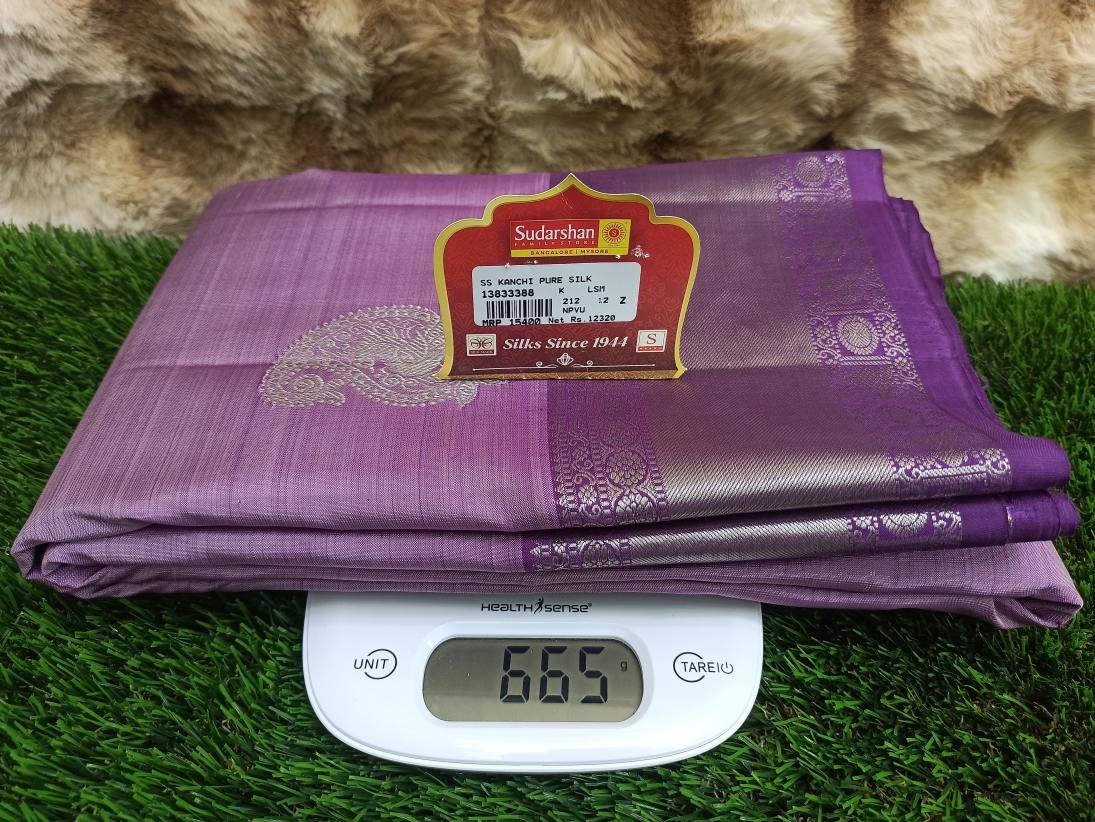 Sudarshan
FAMILY STORE
BANGALORE | MYSORE
SS KANCHI PURE SILK
13833388 K LSM
212 :2 Z
NPVU
MRP 15400 Net Rs.12320
Silks Since 1944
S
HEALTH SENSE®
UNIT
665 g
TARE